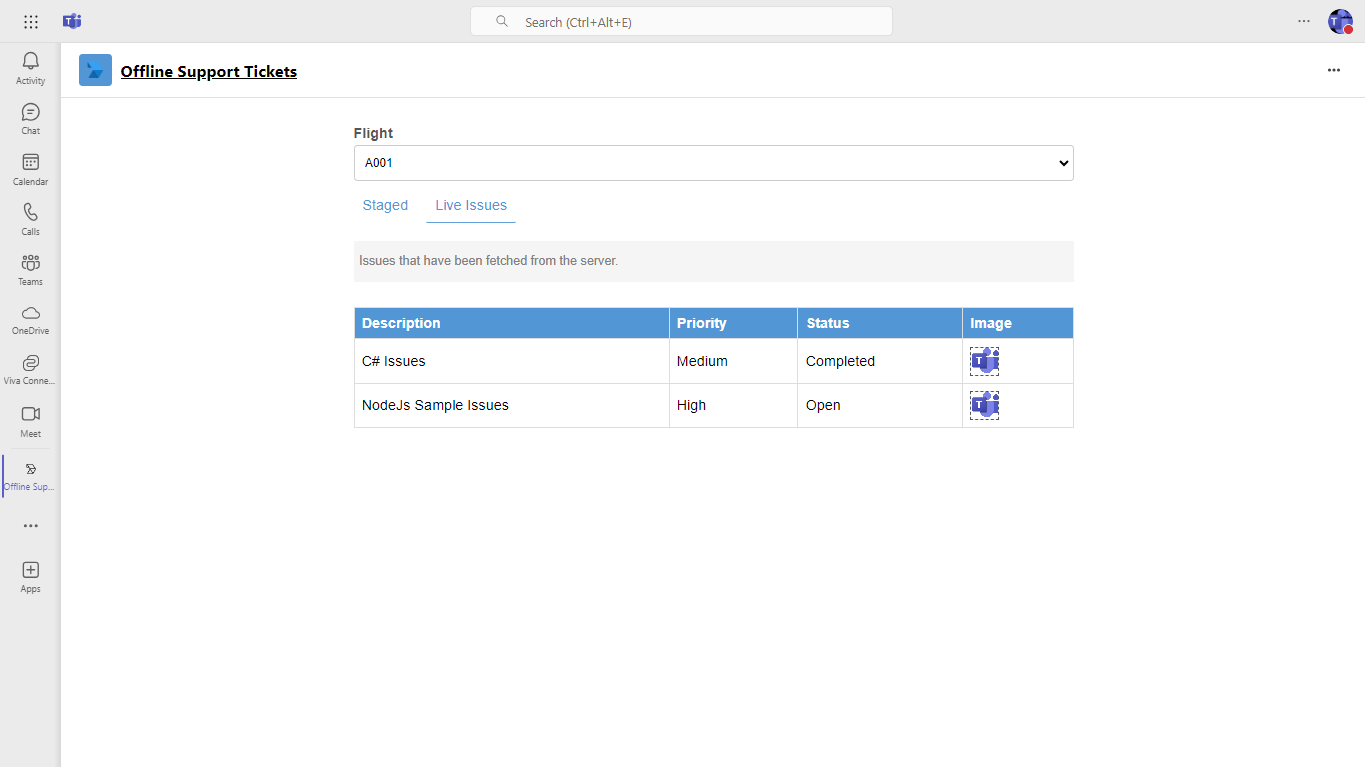 Search (Ctrl+Alt+E)
Activity
Chat
Calendar
Calls
Teams
OneDrive
Viva Conne...
Meet
Offline Sup...
Apps
Offline Support Tickets
Flight
A001
Staged Live Issues
Issues that have been fetched from the server.
Description Priority Status Image
C# Issues Medium Completed
NodeJs Sample Issues High Open